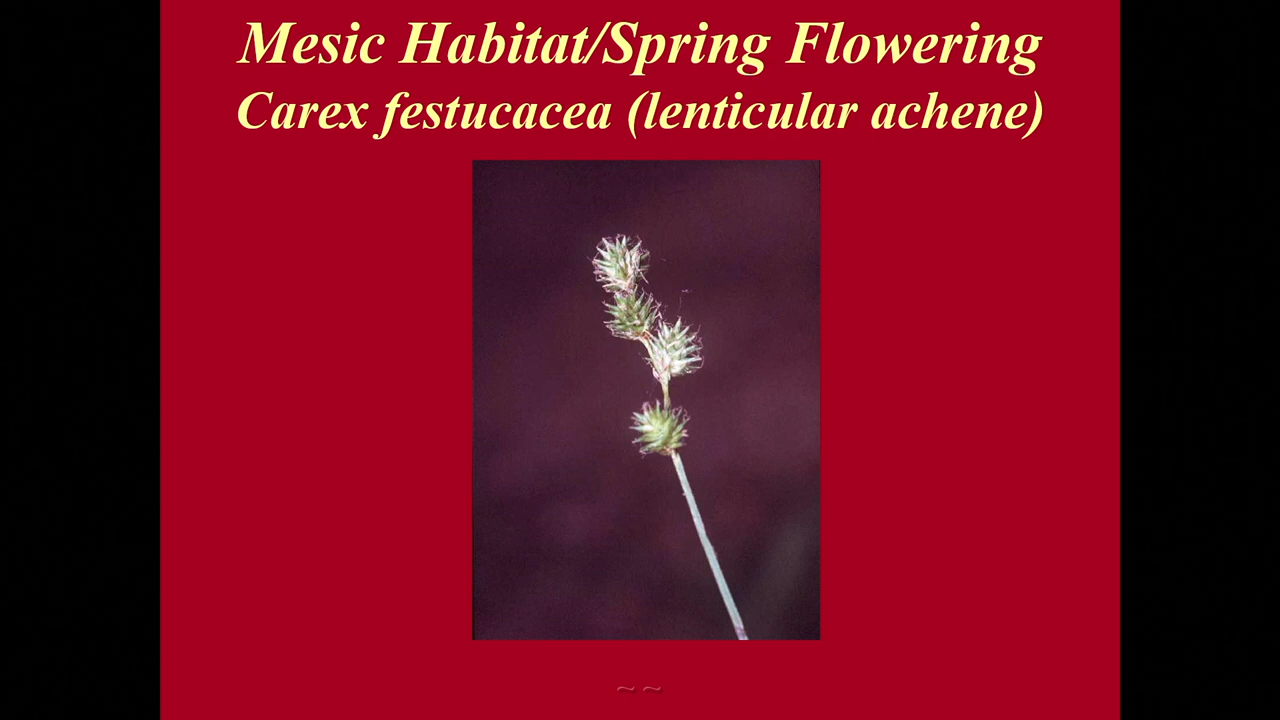 Mesic Habitat/Spring Flowering
Carex festucacea (lenticular achene)
~ ~